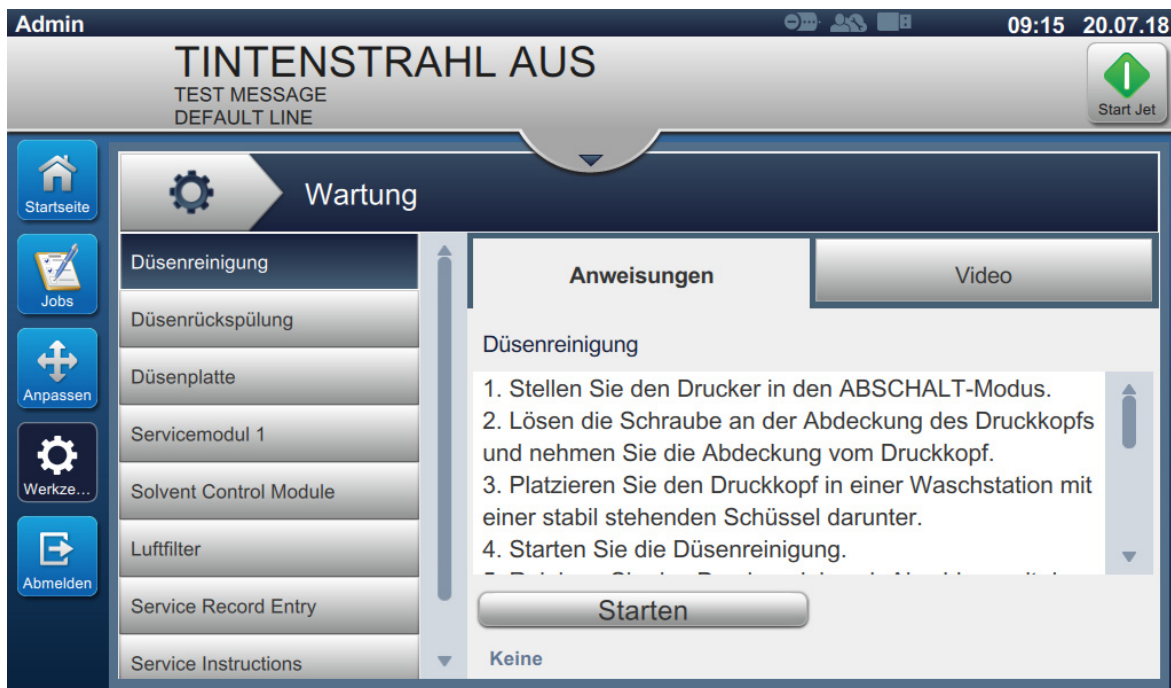 Admin
09:15 20.07.18
TINTENSTRAHL AUS
TEST MESSAGE
DEFAULT LINE
Start Jet
Startseite
Jobs
Anpassen
Werkze...
Abmelden
Wartung
Düsenreinigung
Düsenrückspülung
Düsenplatte
Servicemodul 1
Solvent Control Module
Luftfilter
Service Record Entry
Service Instructions
Anweisungen
Video
Düsenreinigung
1. Stellen Sie den Drucker in den ABSCHALT-Modus.
2. Lösen die Schraube an der Abdeckung des Druckkopfs
und nehmen Sie die Abdeckung vom Druckkopf.
3. Platzieren Sie den Druckkopf in einer Waschstation mit
einer stabil stehenden Schüssel darunter.
4. Starten Sie die Düsenreinigung.
Starten
Keine